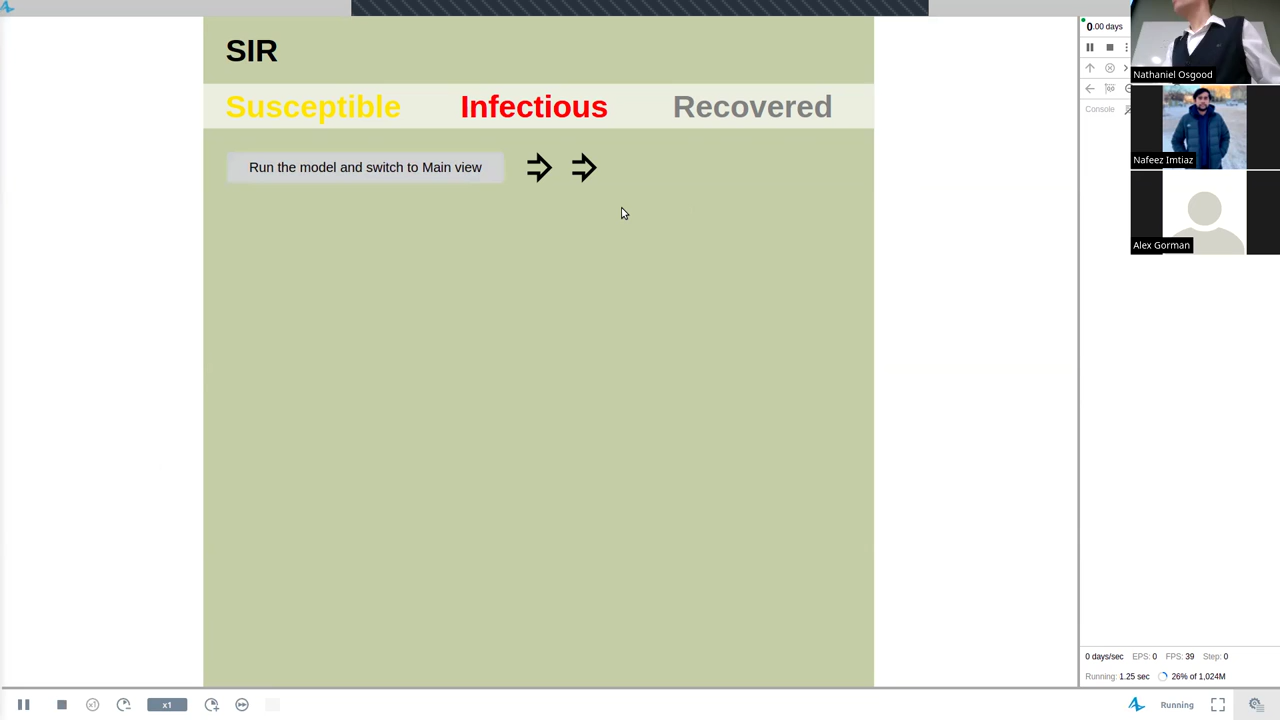 SIR
0.00 days
Susceptible Infectious Recovered
Console
Run the model and switch to Main view
Nathaniel Osgood
Nafeez Imtiaz
Alex Gorman
0 days/sec EPS: 0 FPS: 39 Step: 0
Running: 1.25 sec 26% of 1,024M
x1 x1 Running